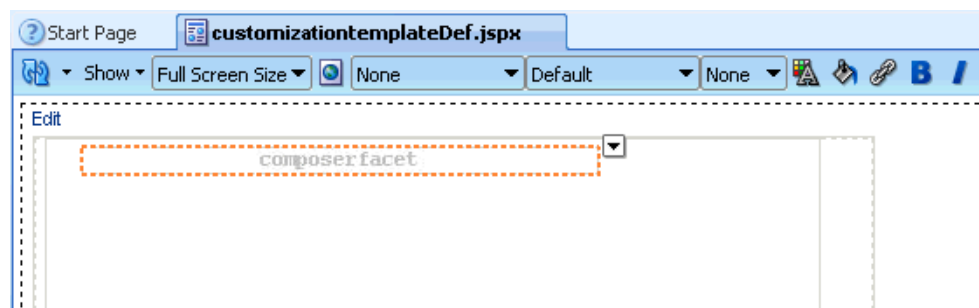 Start Page customizationtemplateDef.jspx
Show Full Screen Size None Default None A B I
Edit
composerfacet